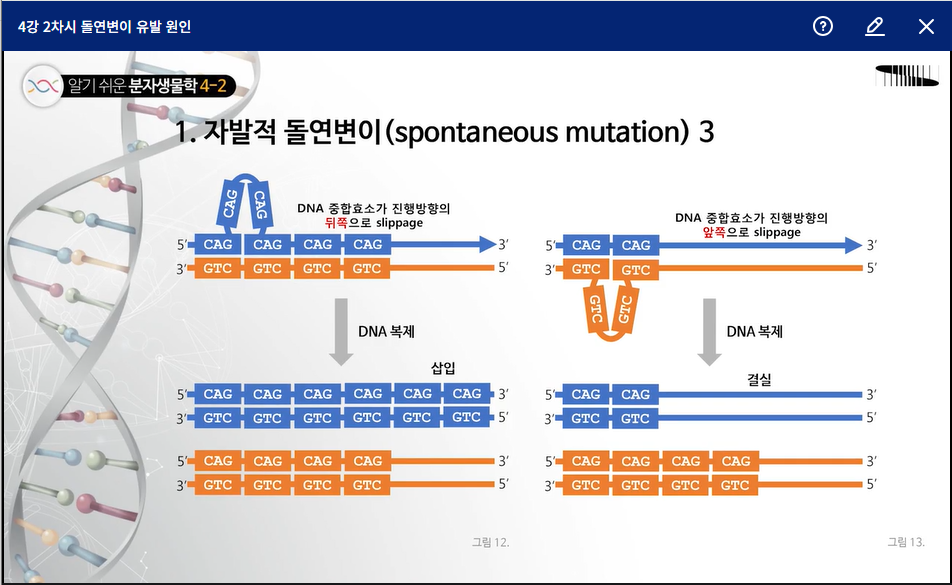 4강 2차시 돌연변이 유발 원인
?
알기 쉬운 분자생물학 4-2
1. 자발적 돌연변이(spontaneous mutation) 3
CAG CAG
DNA 중합효소가 진행방향의
뒤쪽으로 slippage
5′ CAG CAG CAG CAG 3′
3′ GTC GTC GTC GTC 5′
DNA 복제
삽입
5′ CAG CAG CAG CAG CAG CAG 3′
3′ GTC GTC GTC GTC GTC GTC 5′
5′ CAG CAG CAG CAG 3′
3′ GTC GTC GTC GTC 5′
그림 12.
DNA 중합효소가 진행방향의
앞쪽으로 slippage
5′ CAG CAG 3′
3′ GTC GTC 5′
GTC GTC
DNA 복제
결실
5′ CAG CAG 3′
3′ GTC GTC 5′
5′ CAG CAG CAG CAG 3′
3′ GTC GTC GTC GTC 5′
그림 13.